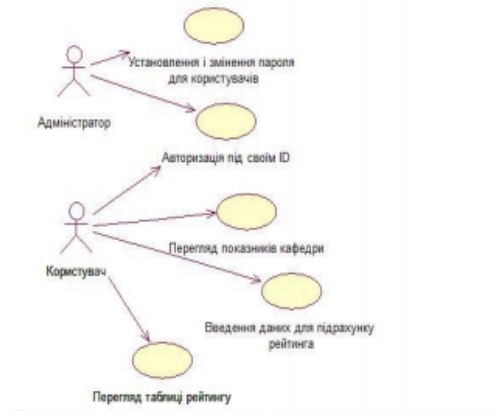 Установлення і змінення пароля
для користувачів
Адміністратор
Авторизація під своїм ID
Перегляд показників кафедри
Користувач
Введення даних для підрахунку
рейтинга
Перегляд таблиці рейтингу